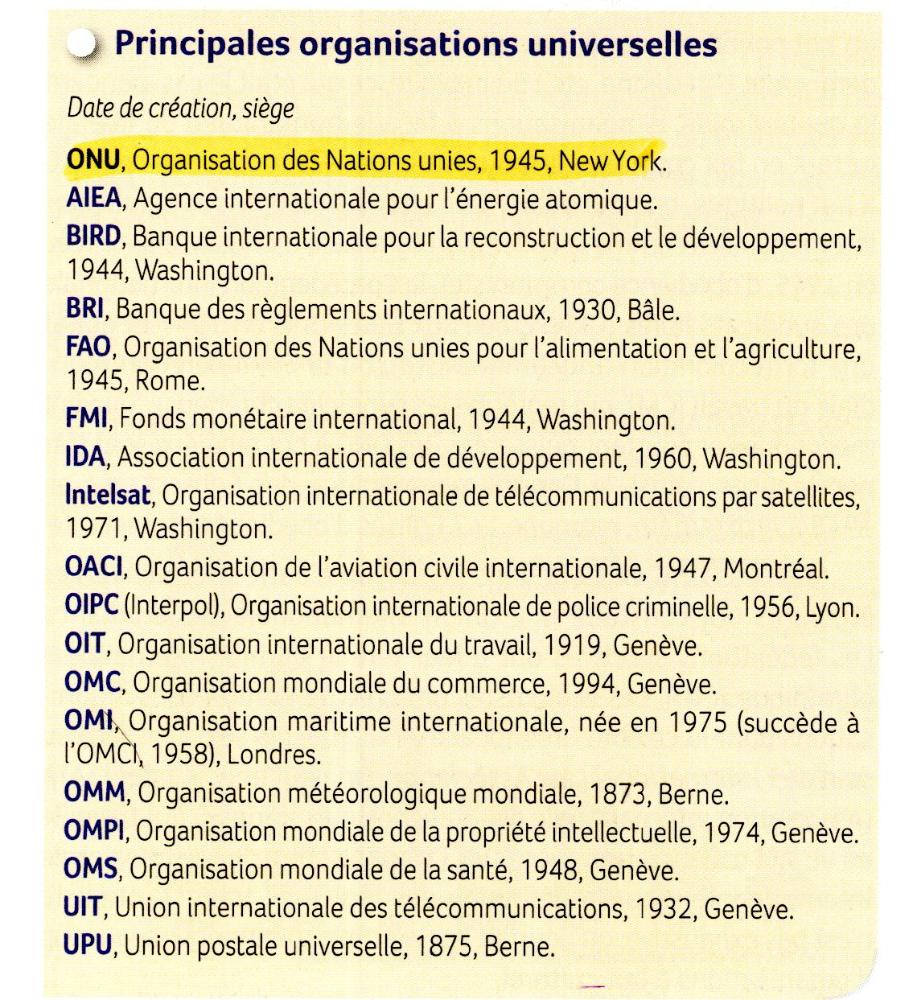 Principales organisations universelles
Date de création, siège
ONU, Organisation des Nations unies, 1945, New York.
AIEA, Agence internationale pour l'énergie atomique.
BIRD, Banque internationale pour la reconstruction et le développement,
1944, Washington.
BRI, Banque des règlements internationaux, 1930, Bâle.
FAO, Organisation des Nations unies pour l'alimentation et l'agriculture,
1945, Rome.
FMI, Fonds monétaire international, 1944, Washington.
IDA, Association internationale de développement, 1960, Washington.
Intelsat, Organisation internationale de télécommunications par satellites,
1971, Washington.
OACI, Organisation de l'aviation civile internationale, 1947, Montréal.
OIPC (Interpol), Organisation internationale de police criminelle, 1956, Lyon.
OIT, Organisation internationale du travail, 1919, Genève.
OMC, Organisation mondiale du commerce, 1994, Genève.
OMI, Organisation maritime internationale, née en 1975 (succède à
l'OMCI, 1958), Londres.
OMM, Organisation météorologique mondiale, 1873, Berne.
OMPI, Organisation mondiale de la propriété intellectuelle, 1974, Genève.
OMS, Organisation mondiale de la santé, 1948, Genève.
UIT, Union internationale des télécommunications, 1932, Genève.
UPU, Union postale universelle, 1875, Berne.